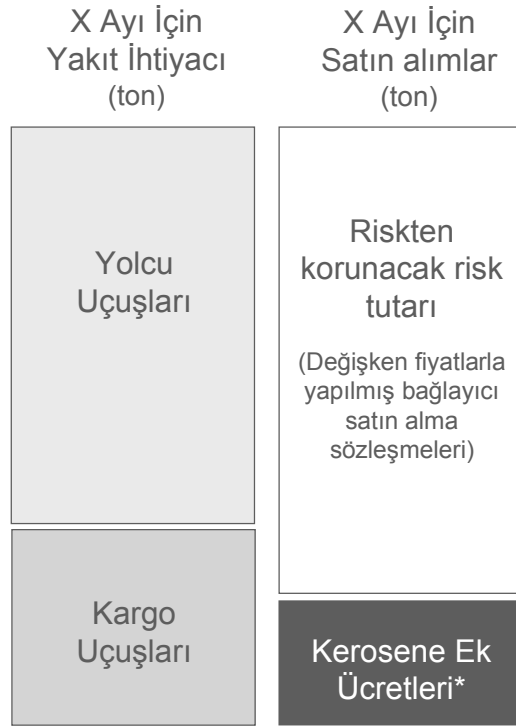 X Ayı İçin
Yakıt İhtiyacı
(ton)
X Ayı İçin
Satın alımlar
(ton)
Yolcu
Uçuşları
Riskten
korunacak risk
tutarı
(Değişken fiyatlarla
yapılmış bağlayıcı
satın alma
sözleşmeleri)
Kargo
Uçuşları
Kerosene Ek
Ücretleri*